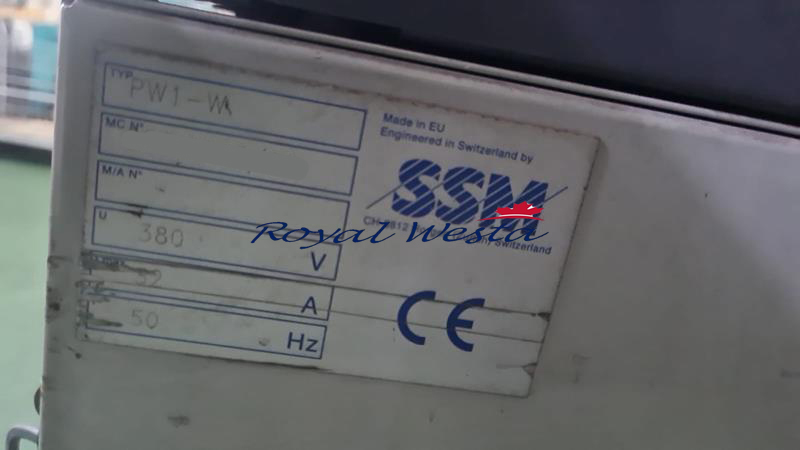 TYP
PW1-W
MC N°
M/A N°
U 380 V
A
50 Hz
Made in EU
Engineered in Switzerland by
SSM
Switzerland
CE
Royal Westa